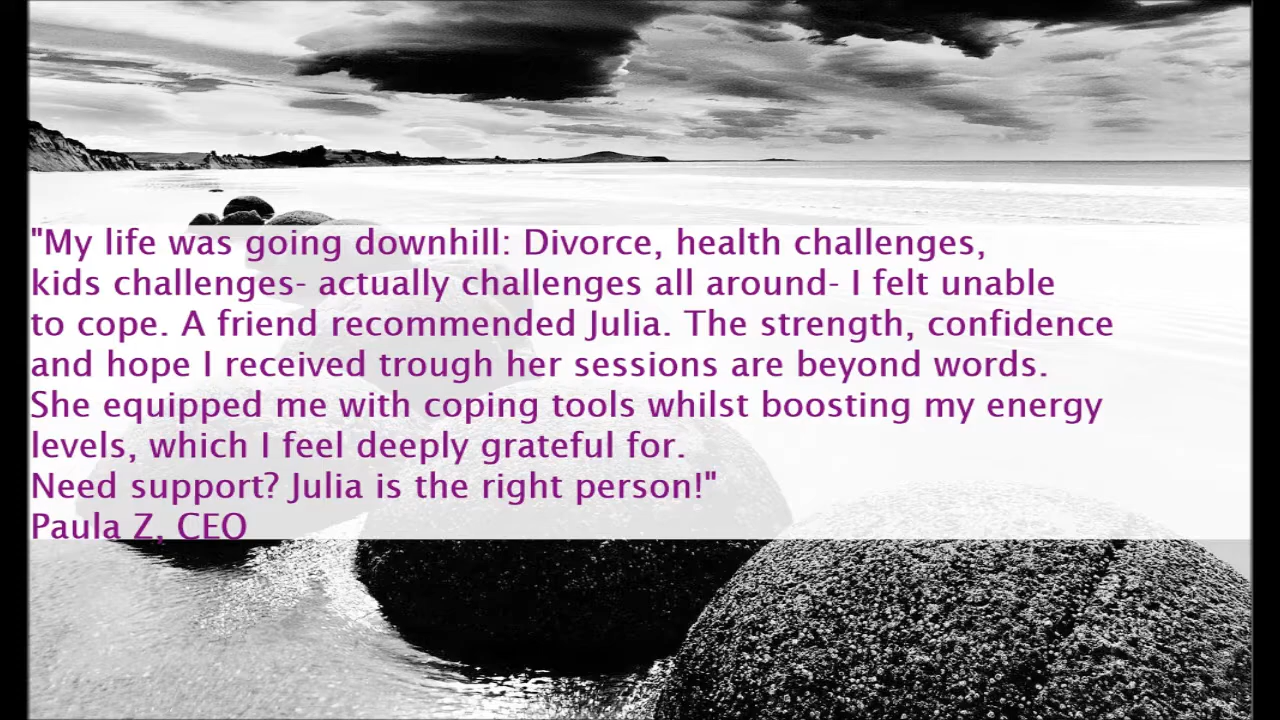 "My life was going downhill: Divorce, health challenges,
kids challenges- actually challenges all around- I felt unable
to cope. A friend recommended Julia. The strength, confidence
and hope I received trough her sessions are beyond words.
She equipped me with coping tools whilst boosting my energy
levels, which I feel deeply grateful for.
Need support? Julia is the right person!"
Paula Z, CEO